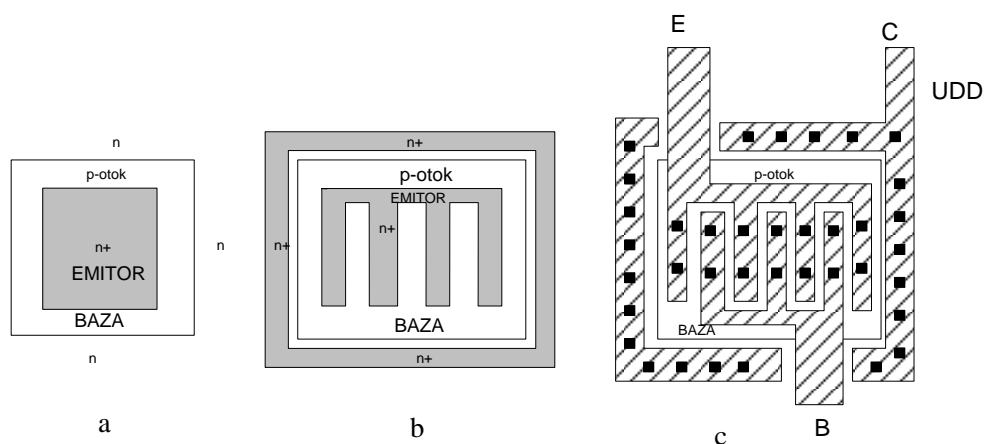 n
p-otok
n+
EMITOR
BAZA
n
n
a
n+
p-otok
EMITOR
n+
n+
BAZA
n+
b
E
C
UDD
p-otok
BAZA
B
c